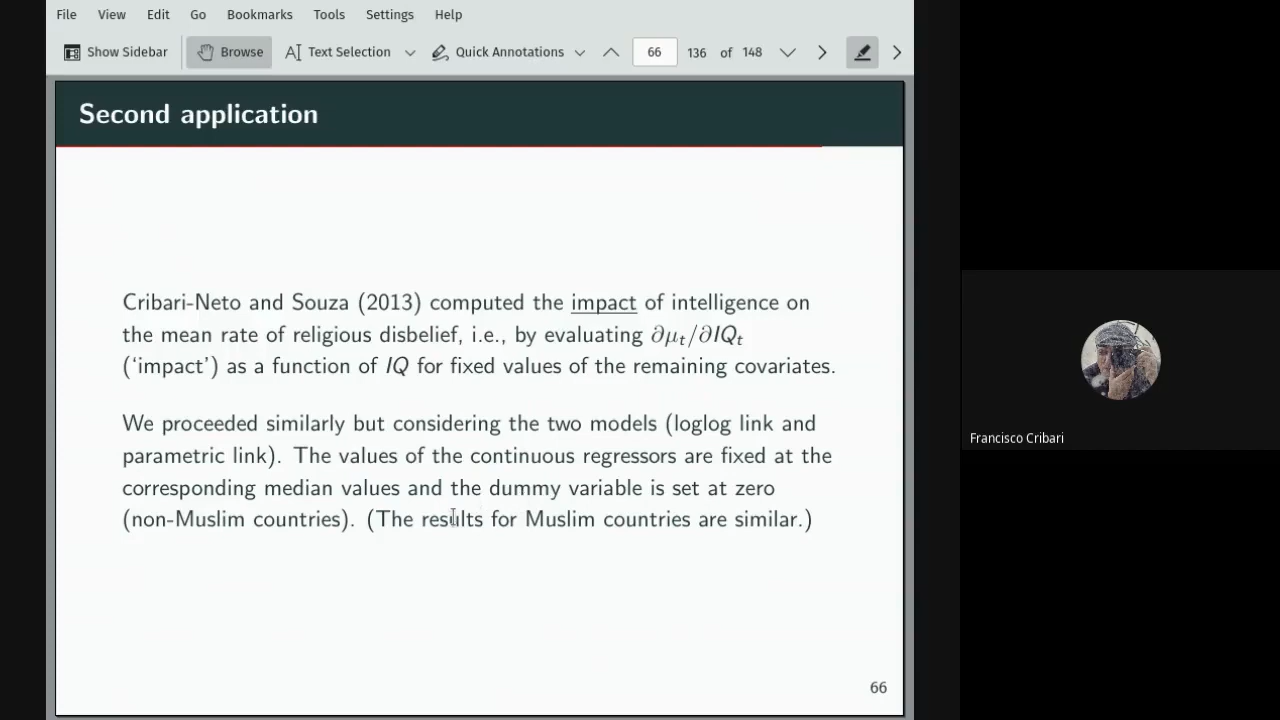 File View Edit Go Bookmarks Tools Settings Help
Show Sidebar Browse Text Selection Quick Annotations 66 136 of 148
Second application
Cribari-Neto and Souza (2013) computed the impact of intelligence on
the mean rate of religious disbelief, i.e., by evaluating ∂μt/∂IQt
(‘impact’) as a function of IQ for fixed values of the remaining covariates.
We proceeded similarly but considering the two models (loglog link and
parametric link). The values of the continuous regressors are fixed at the
corresponding median values and the dummy variable is set at zero
(non-Muslim countries). (The results for Muslim countries are similar.)
66
Francisco Cribari